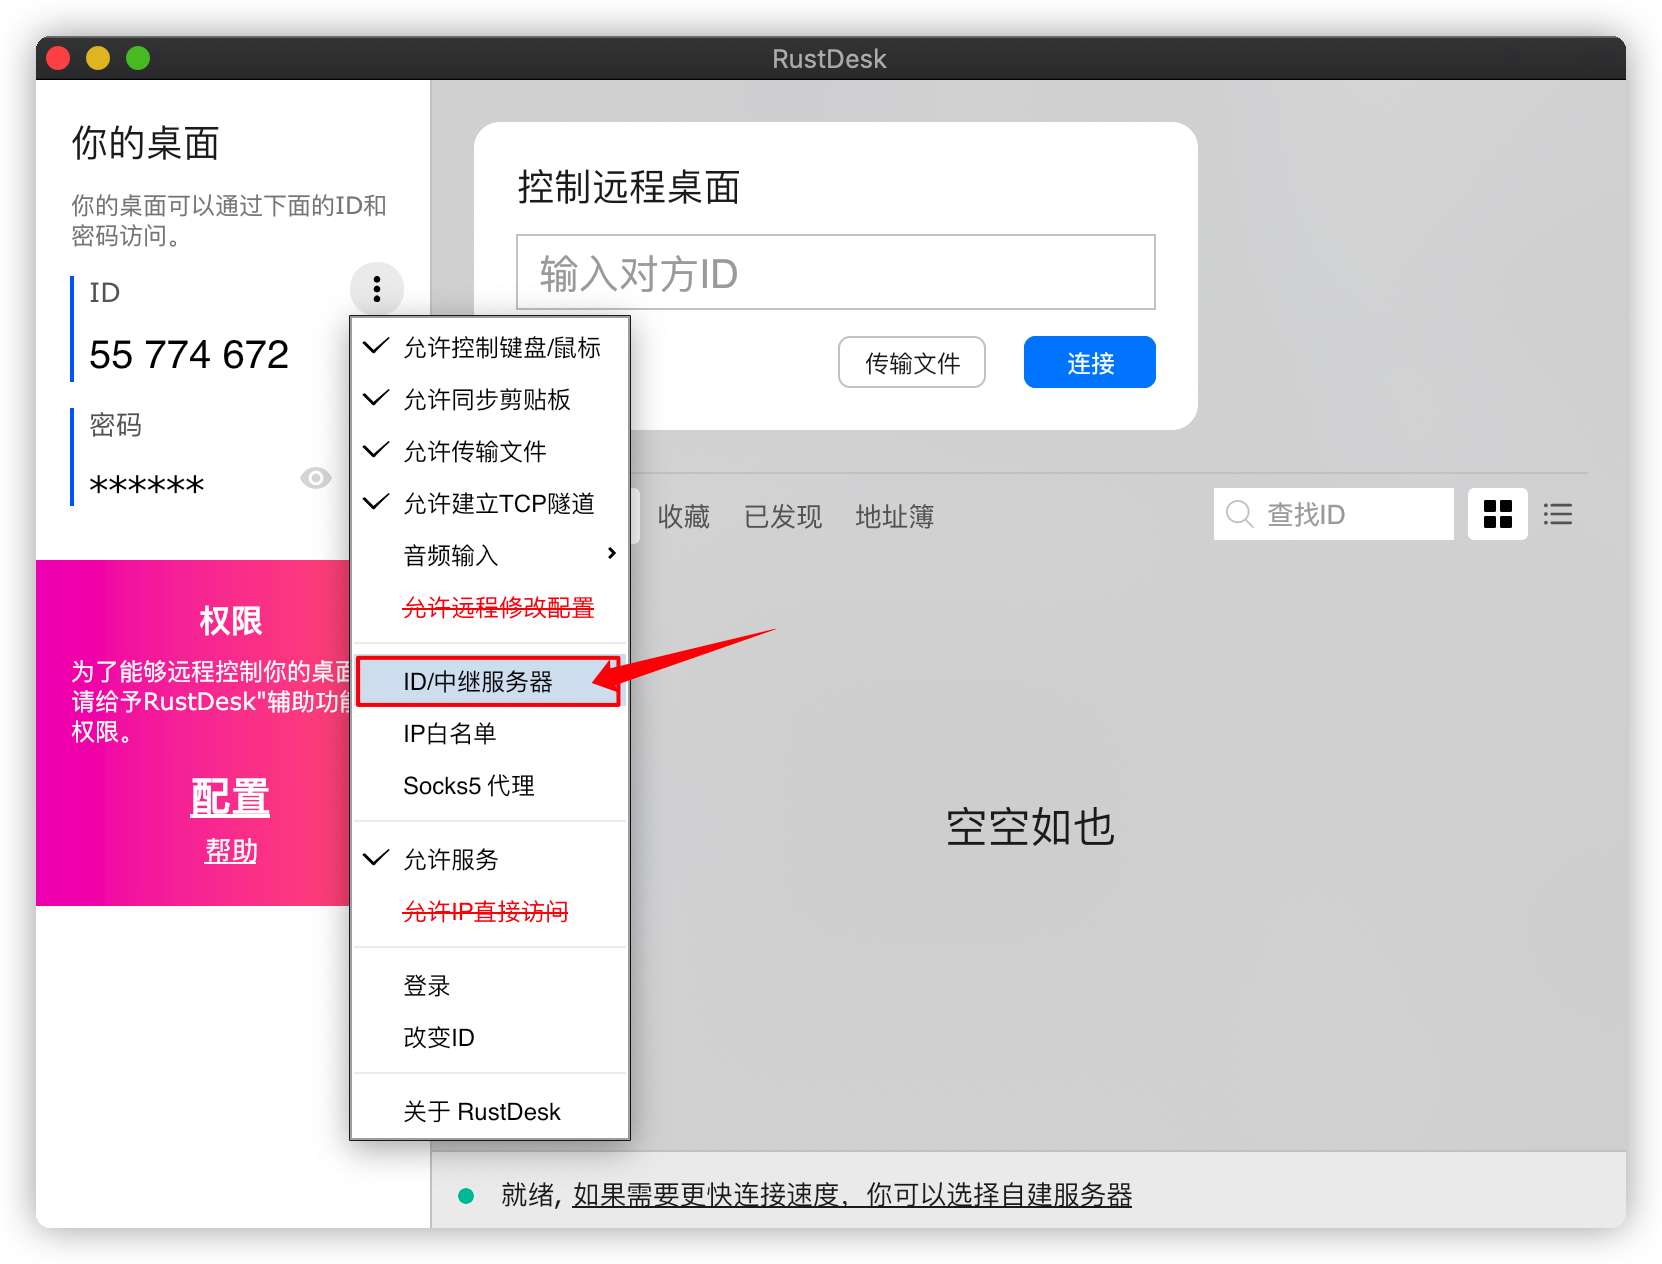 RustDesk
你的桌面
你的桌面可以通过下面的ID和
密码访问。
ID
55 774 672
密码
******
权限
为了能够远程控制你的桌面
请给予RustDesk"辅助功能
权限。
配置
帮助
允许控制键盘/鼠标
允许同步剪贴板
允许传输文件
允许建立TCP隧道
音频输入
允许远程修改配置
ID/中继服务器
IP白名单
Socks5 代理
允许服务
允许IP直接访问
登录
改变ID
关于 RustDesk
控制远程桌面
输入对方ID
传输文件
连接
收藏
已发现
地址簿
查找ID
空空如也
就绪, 如果需要更快连接速度，你可以选择自建服务器